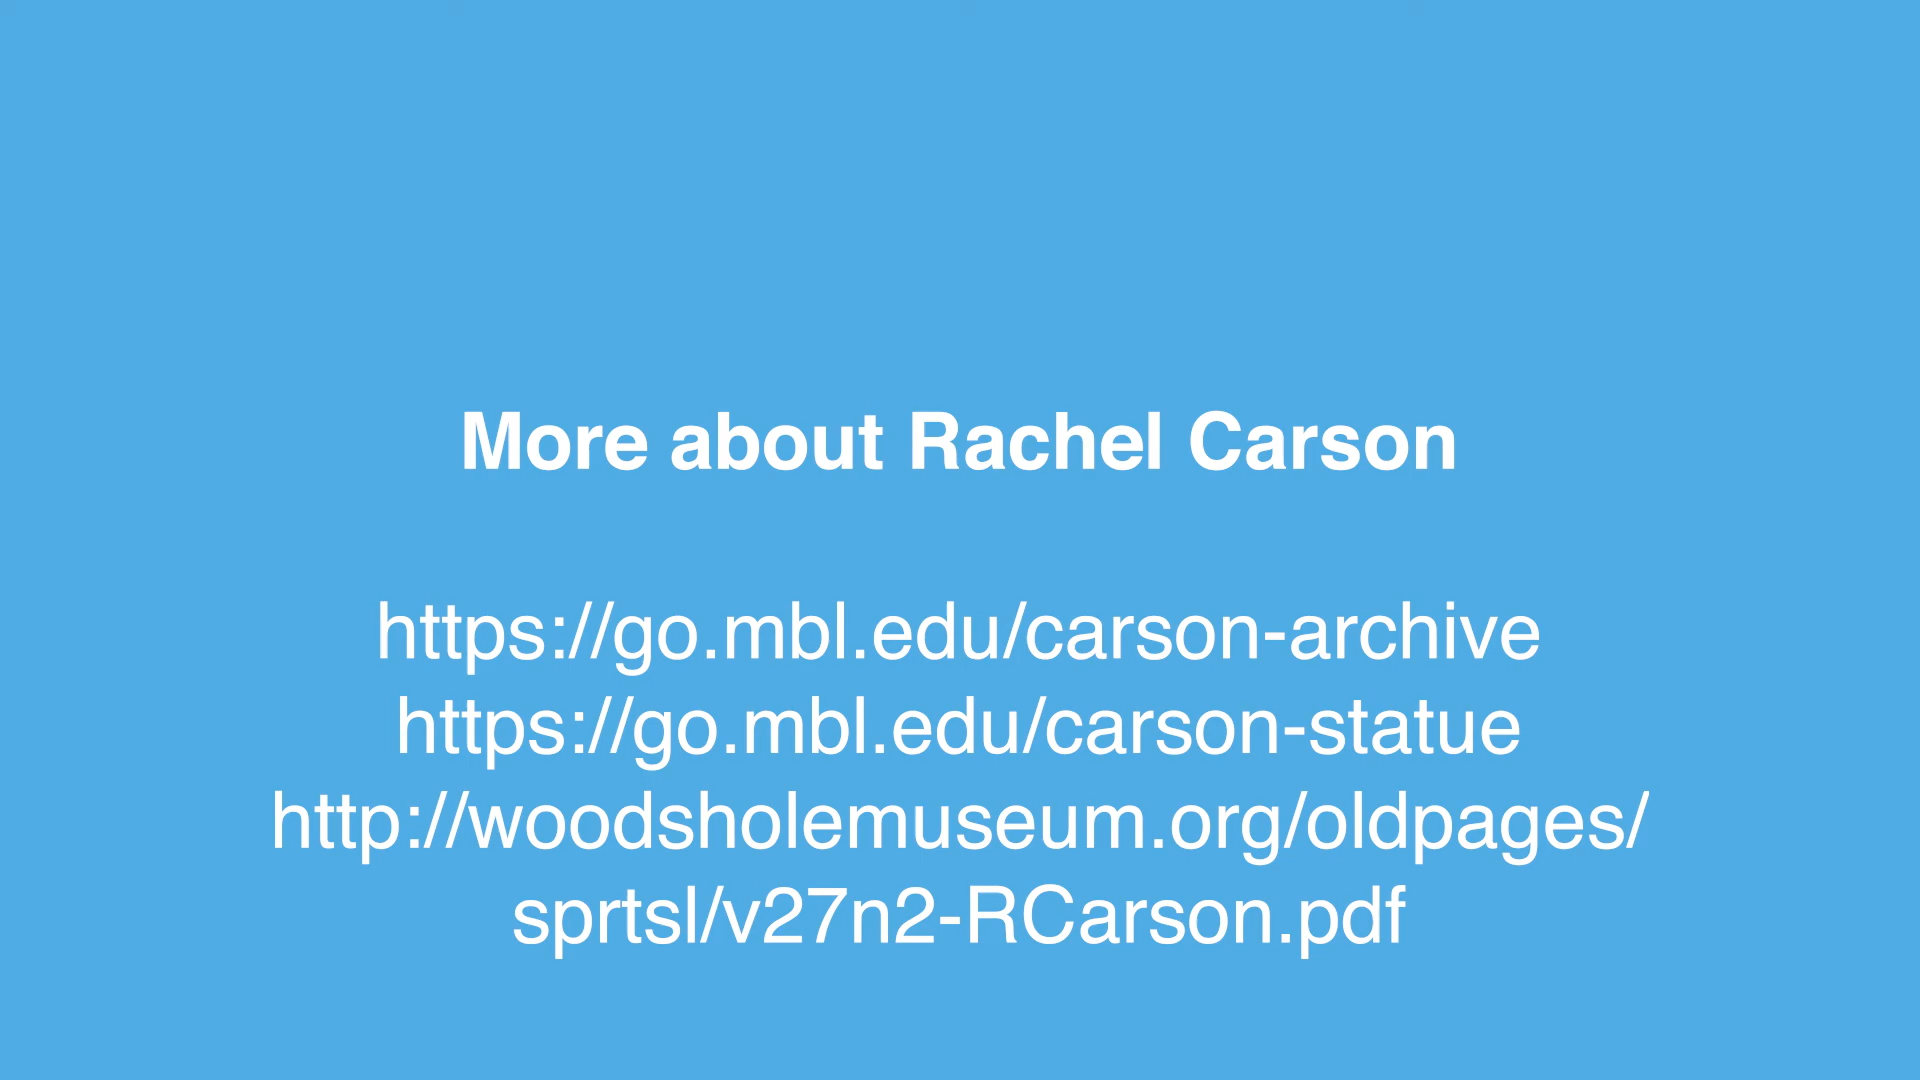 More about Rachel Carson
https://go.mbl.edu/carson-archive
https://go.mbl.edu/carson-statue
http://woodsholemuseum.org/oldpages/
sprtsl/v27n2-RCarson.pdf